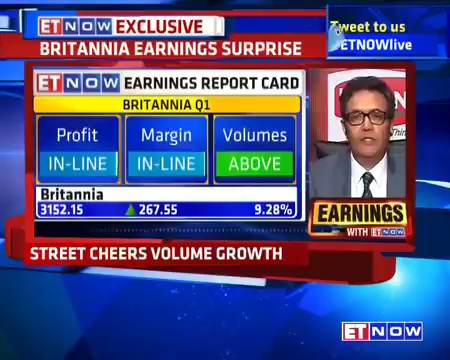 ET NOW EXCLUSIVE
Tweet to us
ETNOWlive
BRITANNIA EARNINGS SURPRISE
ET NOW EARNINGS REPORT CARD
BRITANNIA Q1
Profit Margin Volumes
IN-LINE IN-LINE ABOVE
Britannia
3152.15 267.55 9.28%
EARNINGS
WITH ET NOW
STREET CHEERS VOLUME GROWTH
ET NOW